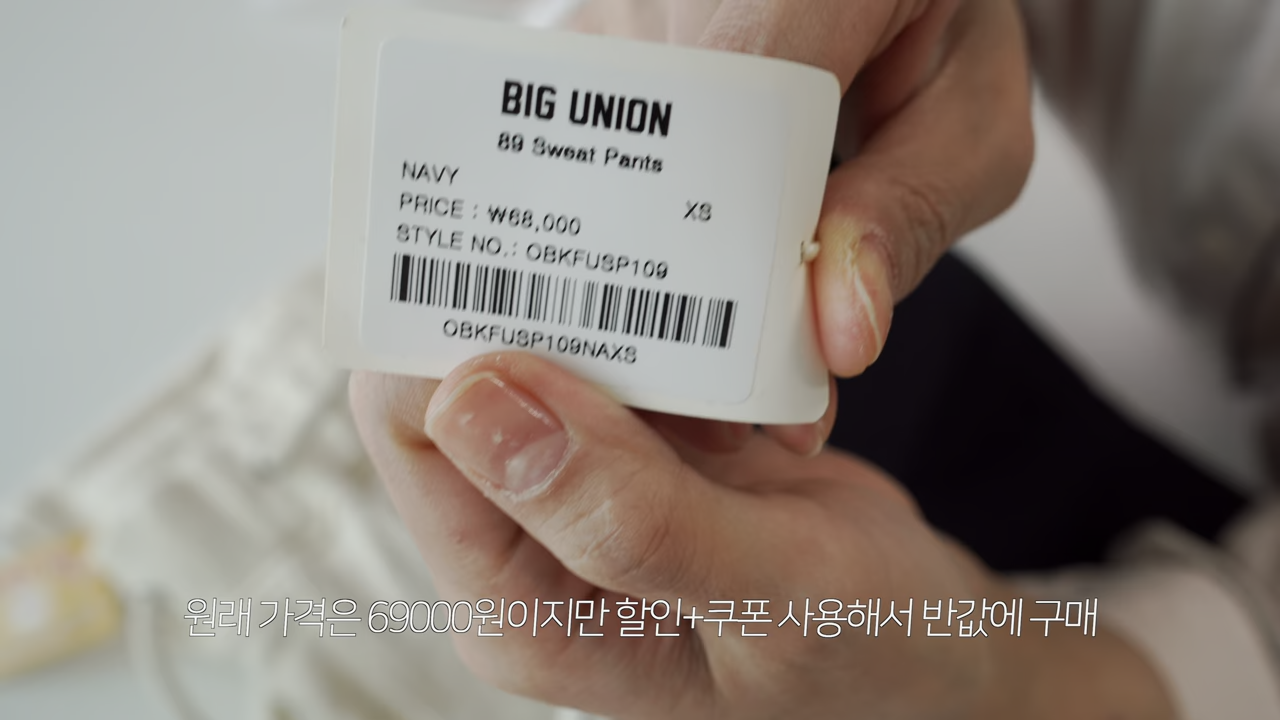 BIG UNION
89 Sweat Pants
NAVY
XS
PRICE : ₩68,000
STYLE NO.: OBKFUSP109
OBKFUSP109NAXS
원래 가격은 69000원이지만 할인+쿠폰 사용해서 반값에 구매